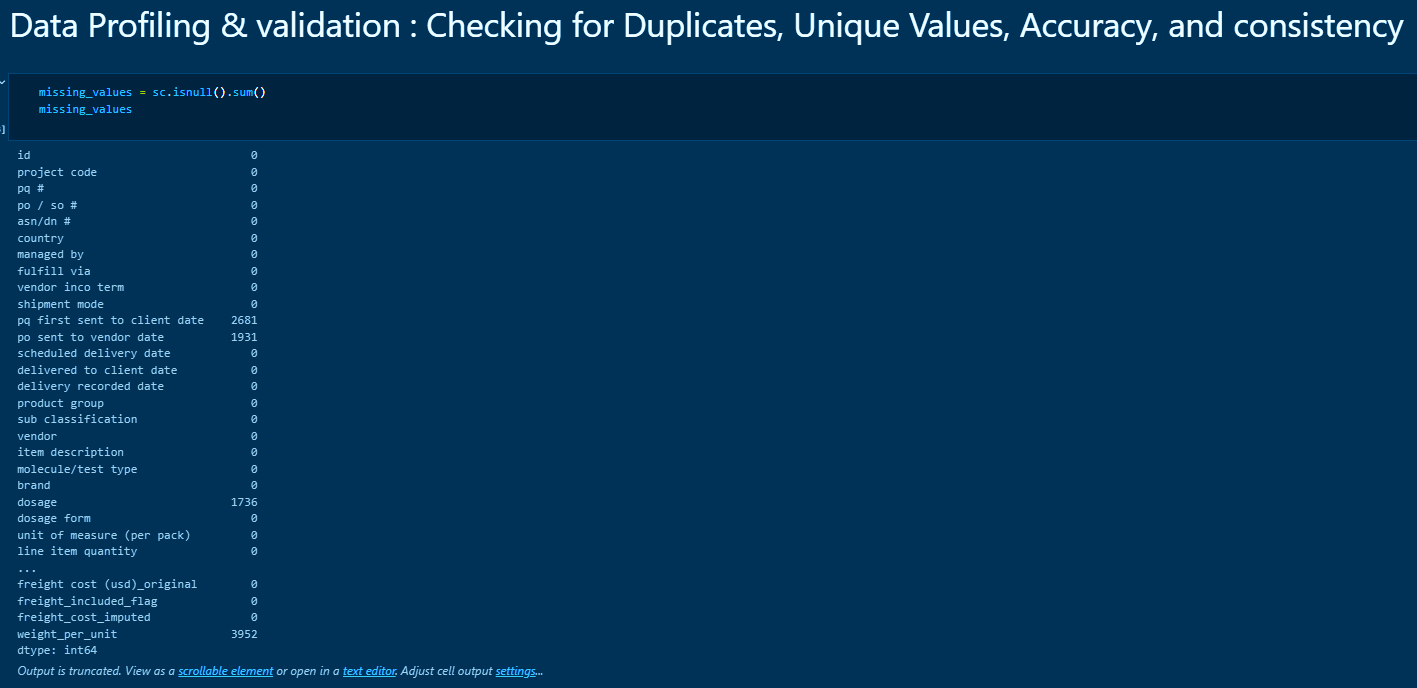 Data Profiling & validation : Checking for Duplicates, Unique Values, Accuracy, and consistency
missing_values = sc.isnull().sum()
missing_values
]
id 0
project code 0
pq # 0
po / so # 0
asn/dn # 0
country 0
managed by 0
fulfill via 0
vendor inco term 0
shipment mode 0
pq first sent to client date 2681
po sent to vendor date 1931
scheduled delivery date 0
delivered to client date 0
delivery recorded date 0
product group 0
sub classification 0
vendor 0
item description 0
molecule/test type 0
brand 0
dosage 1736
dosage form 0
unit of measure (per pack) 0
line item quantity 0
...
freight cost (usd)_original 0
freight_included_flag 0
freight_cost_imputed 0
weight_per_unit 3952
dtype: int64
Output is truncated. View as a scrollable element or open in a text editor. Adjust cell output settings...